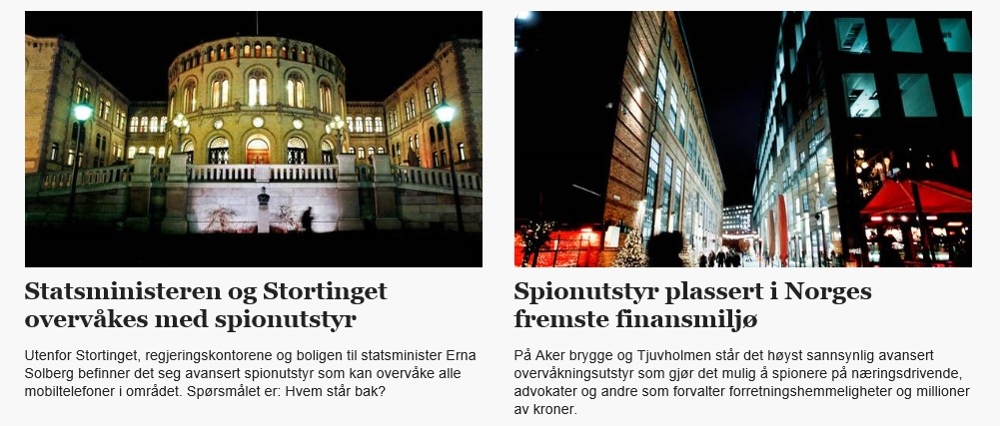 Statsministeren og Stortinget
overvåkes med spionutstyr
Utenfor Stortinget, regjeringskontorene og boligen til statsminister Erna
Solberg befinner det seg avansert spionutstyr som kan overvåke alle
mobiltelefoner i området. Spørsmålet er: Hvem står bak?
Spionutstyr plassert i Norges
fremste finansmiljø
På Aker brygge og Tjuvholmen står det høyst sannsynlig avansert
overvåkningsutstyr som gjør det mulig å spionere på næringsdrivende,
advokater og andre som forvalter forretningshemmeligheter og millioner
av kroner.